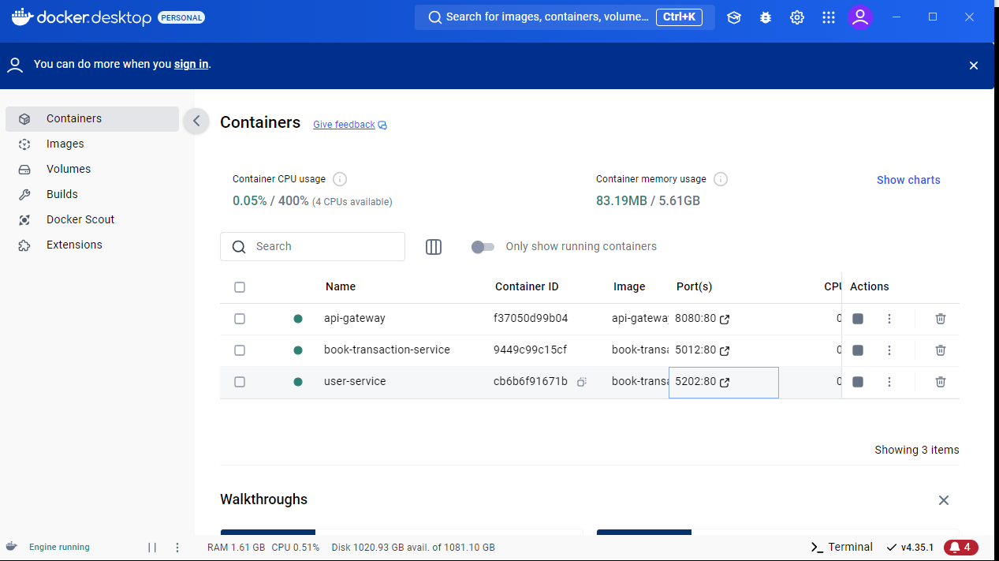 docker.desktop PERSONAL Search for images, containers, volume... Ctrl+K
You can do more when you sign in.
Containers
Images
Volumes
Builds
Docker Scout
Extensions
Containers Give feedback
Container CPU usage
0.05% / 400% (4 CPUs available)
Container memory usage
83.19MB / 5.61GB
Show charts
Search
Only show running containers
Name Container ID Image Port(s) CPU Actions
api-gateway f37050d99b04 api-gateway 8080:80 0
book-transaction-service 9449c99c15cf book-transa 5012:80 0
user-service cb6b6f91671b book-transa 5202:80 0
Showing 3 items
Walkthroughs
Engine running RAM 1.61 GB CPU 0.51% Disk 1020.93 GB avail. of 1081.10 GB Terminal v4.35.1 4